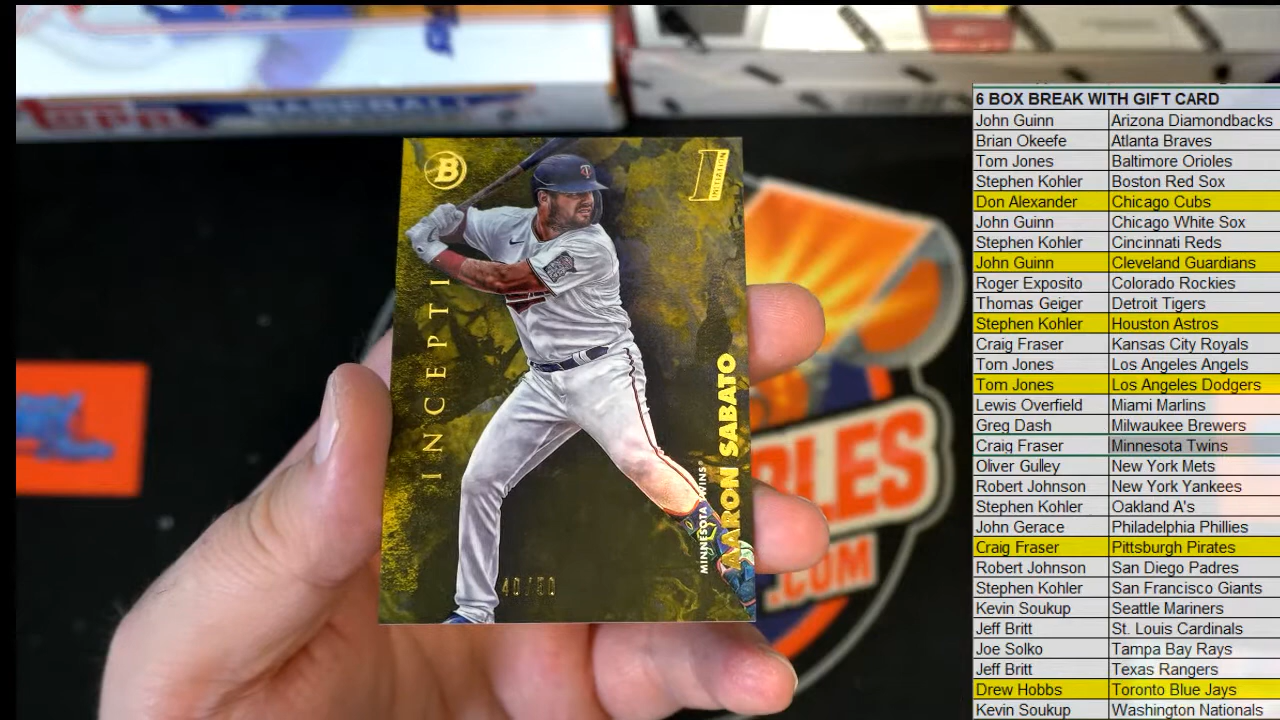 TOPPS
BASEBALL
B
INITIATION
INCEPTI
MINNESOTA TWINS
AARON SABATO
40/50
BLES
.COM
6 BOX BREAK WITH GIFT CARD
John Guinn Arizona Diamondbacks
Brian Okeefe Atlanta Braves
Tom Jones Baltimore Orioles
Stephen Kohler Boston Red Sox
Don Alexander Chicago Cubs
John Guinn Chicago White Sox
Stephen Kohler Cincinnati Reds
John Guinn Cleveland Guardians
Roger Exposito Colorado Rockies
Thomas Geiger Detroit Tigers
Stephen Kohler Houston Astros
Craig Fraser Kansas City Royals
Tom Jones Los Angeles Angels
Tom Jones Los Angeles Dodgers
Lewis Overfield Miami Marlins
Greg Dash Milwaukee Brewers
Craig Fraser Minnesota Twins
Oliver Gulley New York Mets
Robert Johnson New York Yankees
Stephen Kohler Oakland A's
John Gerace Philadelphia Phillies
Craig Fraser Pittsburgh Pirates
Robert Johnson San Diego Padres
Stephen Kohler San Francisco Giants
Kevin Soukup Seattle Mariners
Jeff Britt St. Louis Cardinals
Joe Solko Tampa Bay Rays
Jeff Britt Texas Rangers
Drew Hobbs Toronto Blue Jays
Kevin Soukup Washington Nationals